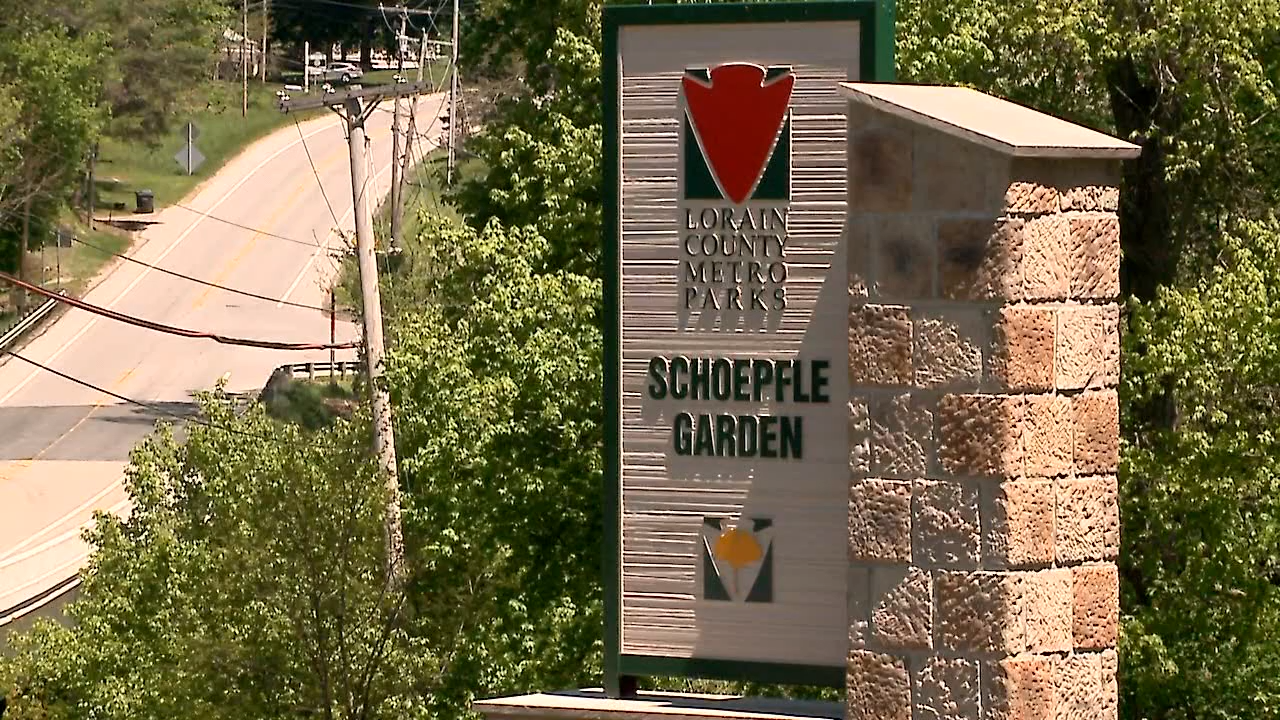 LORAIN
COUNTY
METRO
PARKS
SCHOEPFLE
GARDEN